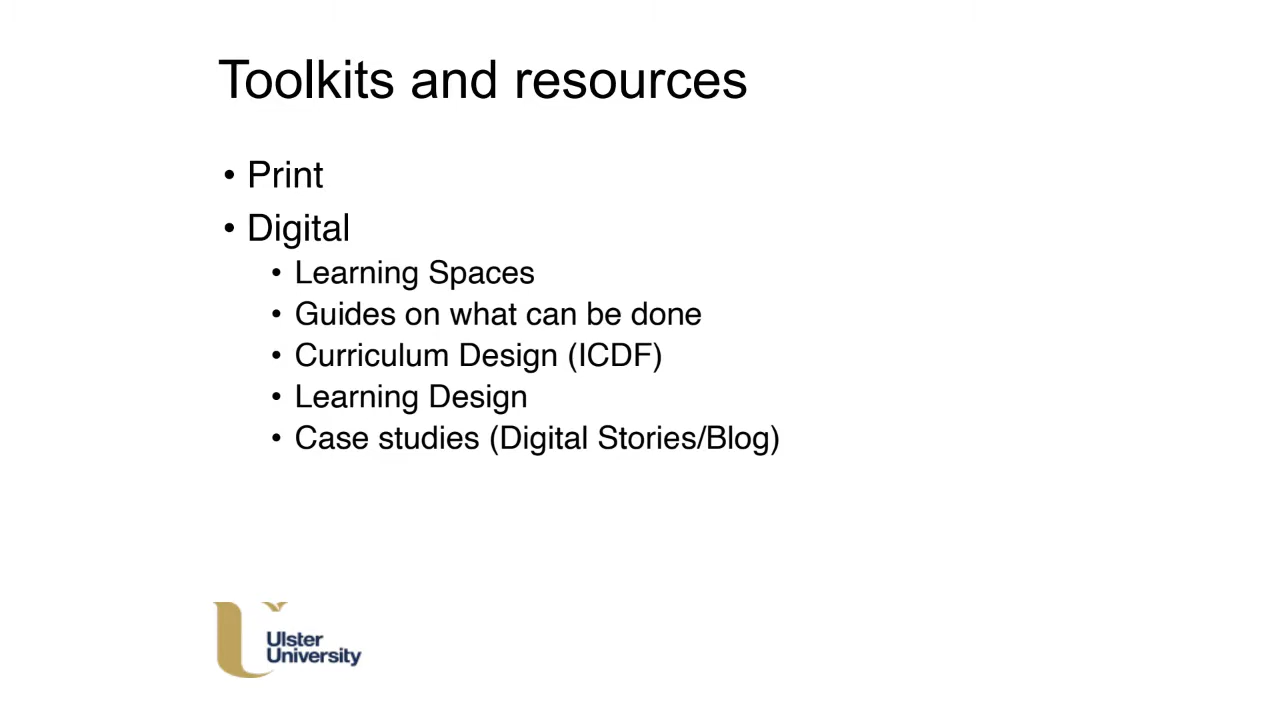 Toolkits and resources
• Print
• Digital
• Learning Spaces
• Guides on what can be done
• Curriculum Design (ICDF)
• Learning Design
• Case studies (Digital Stories/Blog)
Ulster
University